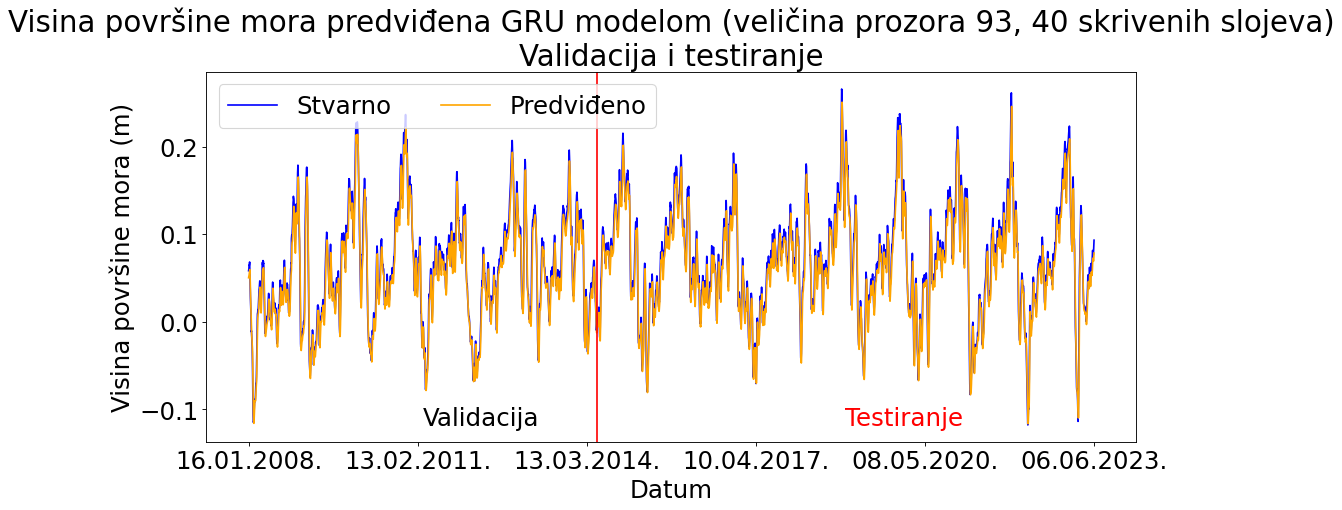 Visina površine mora predviđena GRU modelom (veličina prozora 93, 40 skrivenih slojeva)
Validacija i testiranje
Stvarno Predviđeno
Visina površine mora (m)
0.2
0.1
0.0
−0.1
Validacija Testiranje
16.01.2008. 13.02.2011. 13.03.2014. 10.04.2017. 08.05.2020. 06.06.2023.
Datum